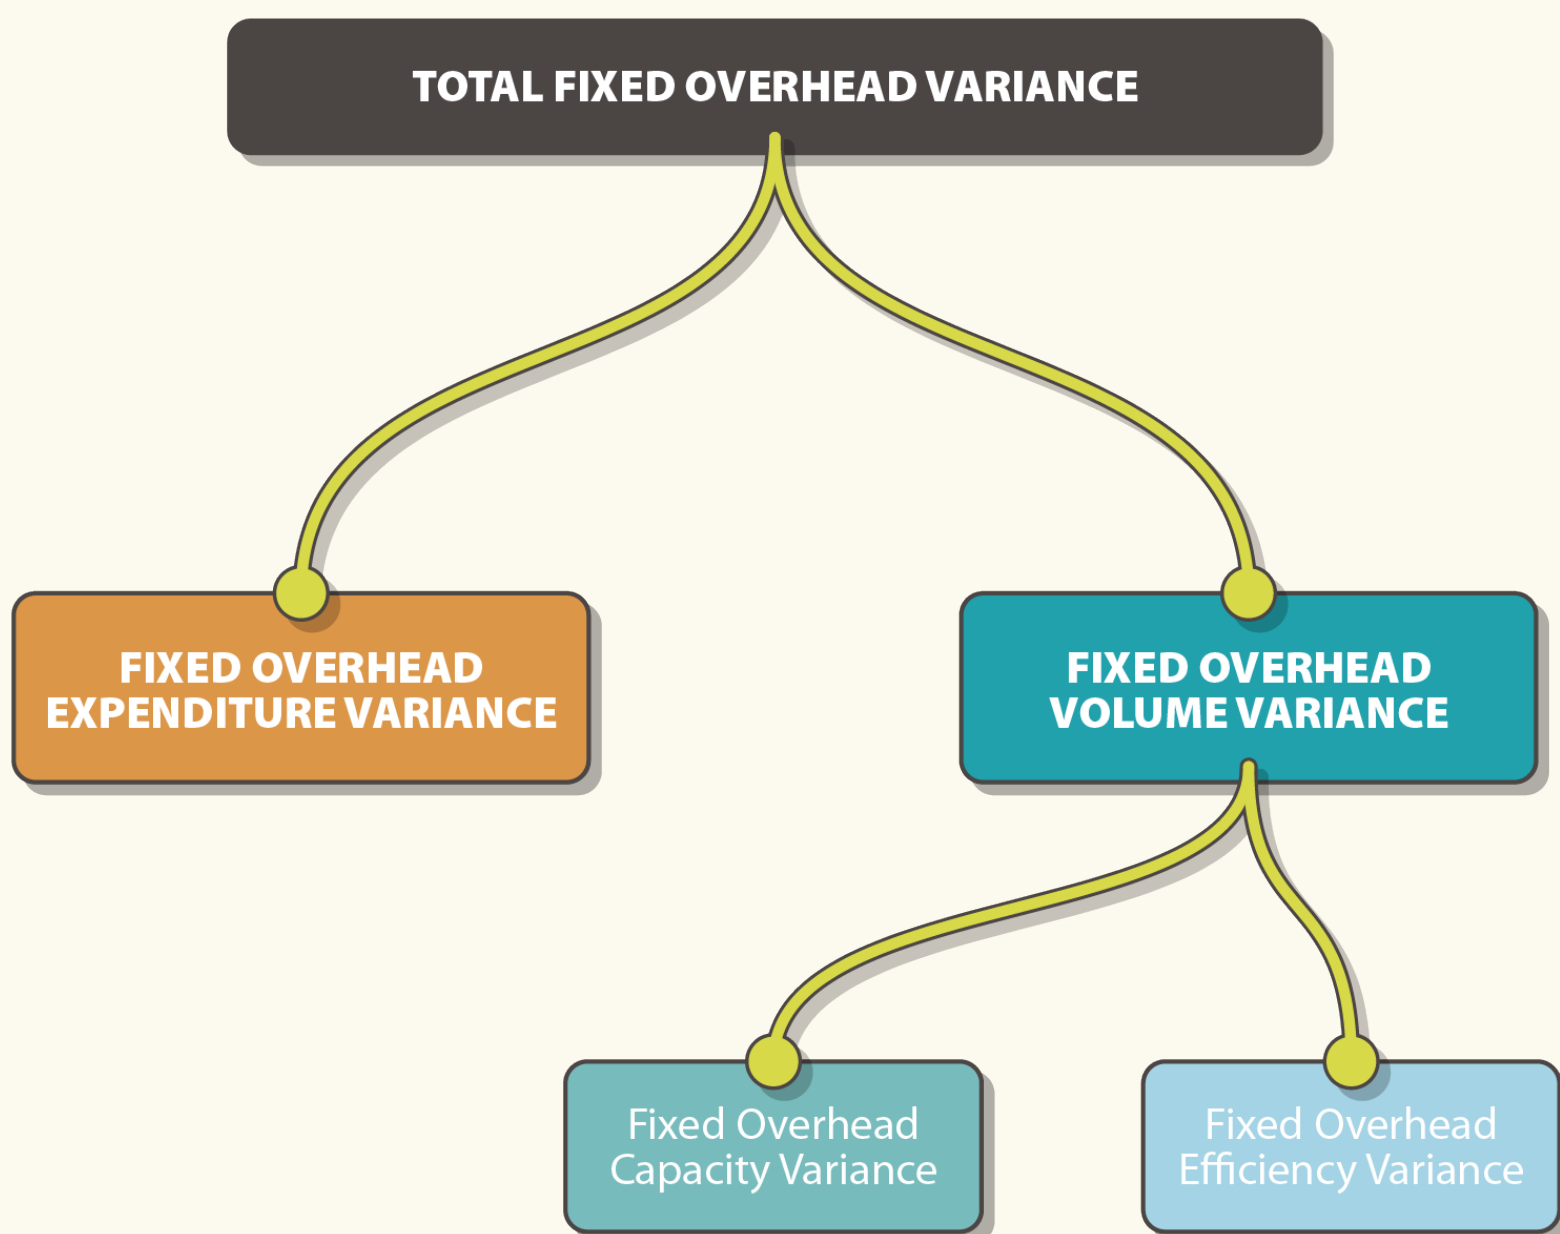 TOTAL FIXED OVERHEAD VARIANCE
FIXED OVERHEAD
EXPENDITURE VARIANCE
FIXED OVERHEAD
VOLUME VARIANCE
Fixed Overhead
Capacity Variance
Fixed Overhead
Efficiency Variance